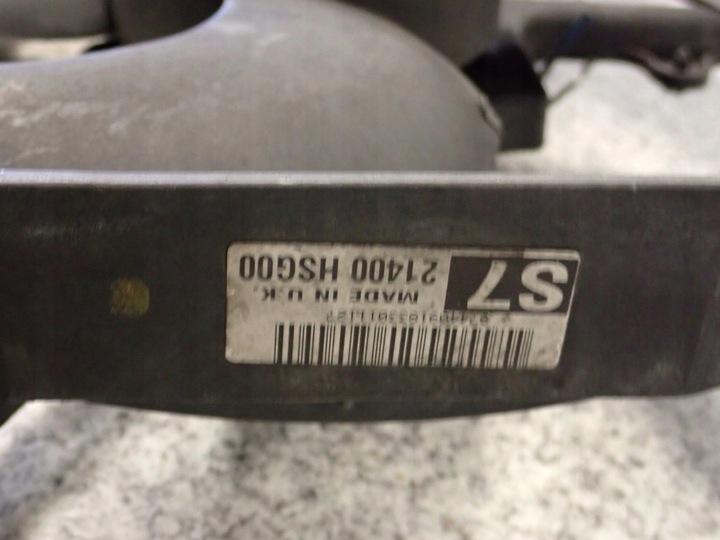 MADE IN U.K.
S7 21400 HSG00